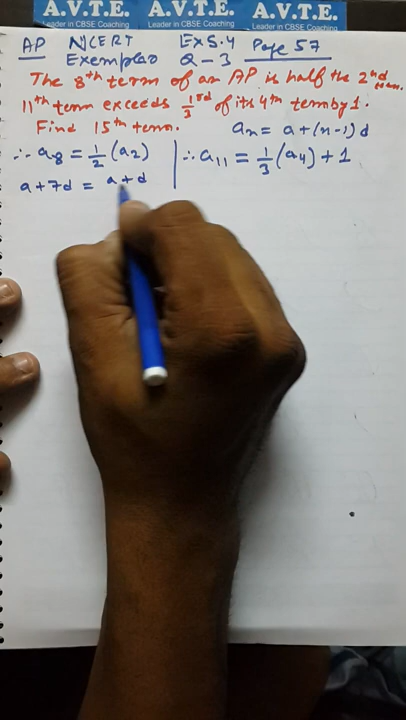 A.V.T.E. A.V.T.E. A.V.T.E.
Leader in CBSE Coaching Leader in CBSE Coaching Leader in CBSE Coaching
AP NCERT Ex 5.4 Page 57
Exemplar Q-3
The 8th term of an AP is half the 2nd term.
11th term exceeds 1/3rd of its 4th term by 1.
Find 15th term. an = a+(n-1)d
∴ a8 = 1/2 (a2) ∴ a11 = 1/3 (a4) + 1
a+7d = a+d